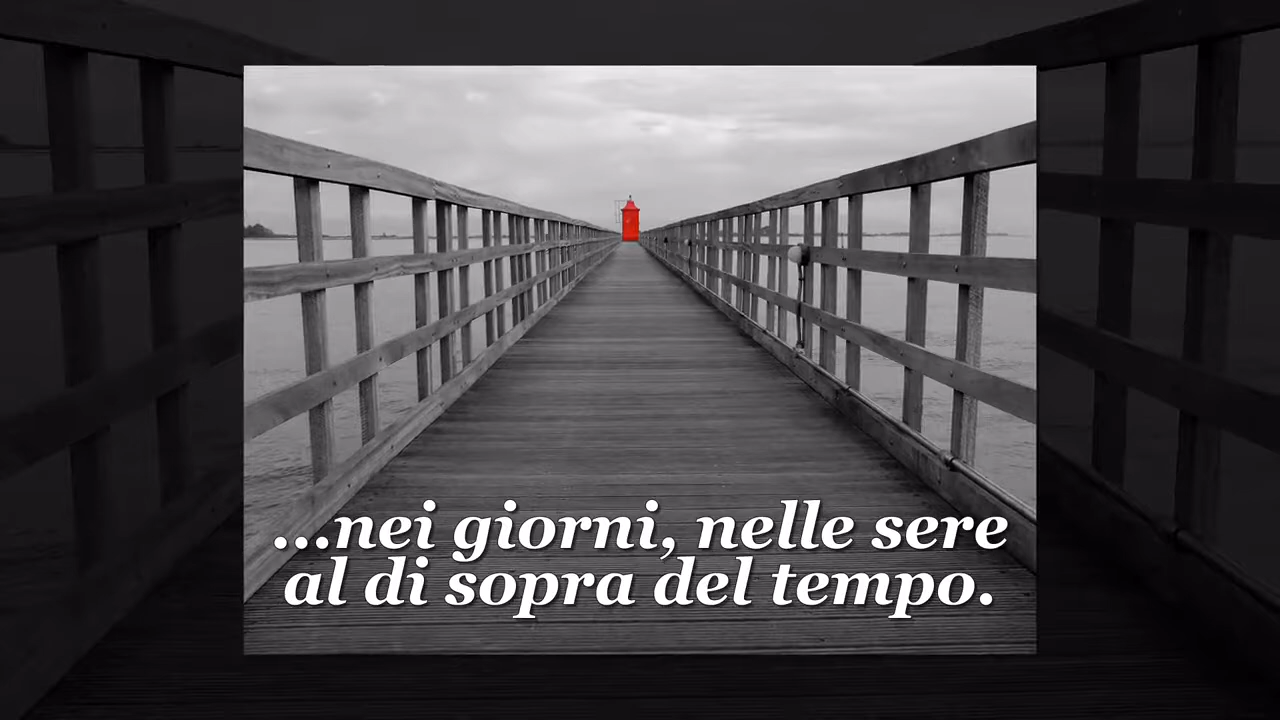 ...nei giorni, nelle sere
al di sopra del tempo.